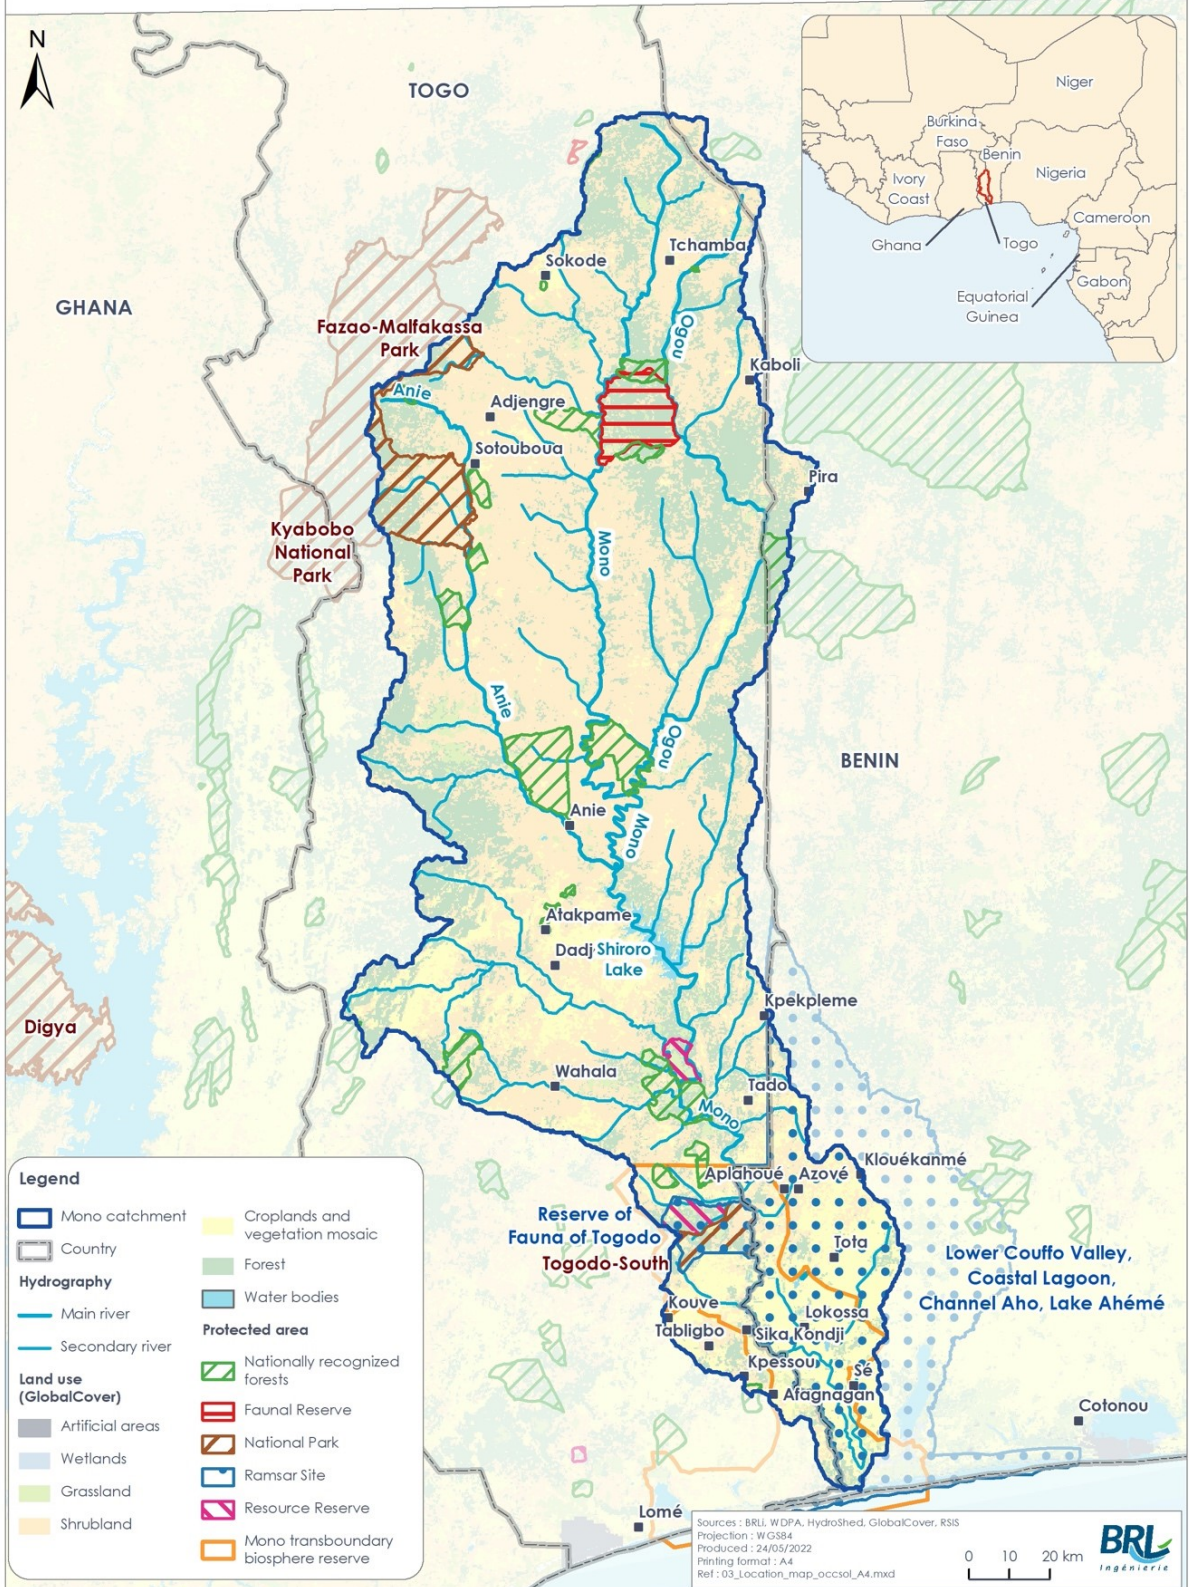 N
TOGO
Niger
Burkina
Faso
Benin
Ivory
Coast
Nigeria
Cameroon
Ghana
Togo
Gabon
Equatorial
Guinea
GHANA
Tchamba
Sokode
Ogou
Fazao-Malfakassa
Park
Kaboli
Anie
Adjengre
Sotouboua
Pira
Kyabobo
National
Park
Mono
Anie
Ogou
BENIN
Anie
Mono
Atakpame
Dadj
Shiroro
Lake
Kpekpleme
Digya
Wahala
Tado
Mono
Klouékanmé
Aplahoué
Azové
Reserve of
Fauna of Togodo
Togodo-South
Tota
Lower Couffo Valley,
Coastal Lagoon,
Channel Aho, Lake Ahémé
Kouve
Lokossa
Tabligbo
Sika Kondji
Kpessou
Sé
Afagnagan
Cotonou
Lomé
Legend
Mono catchment
Country
Hydrography
Main river
Secondary river
Land use
(GlobalCover)
Artificial areas
Wetlands
Grassland
Shrubland
Croplands and
vegetation mosaic
Forest
Water bodies
Protected area
Nationally recognized
forests
Faunal Reserve
National Park
Ramsar Site
Resource Reserve
Mono transboundary
biosphere reserve
Sources : BRLi, WDPA, HydroShed, GlobalCover, RSIS
Projection : WGS84
Produced : 24/05/2022
Printing format : A4
Ref : 03_Location_map_occsol_A4.mxd
0 10 20 km
BRL
Ingénierie